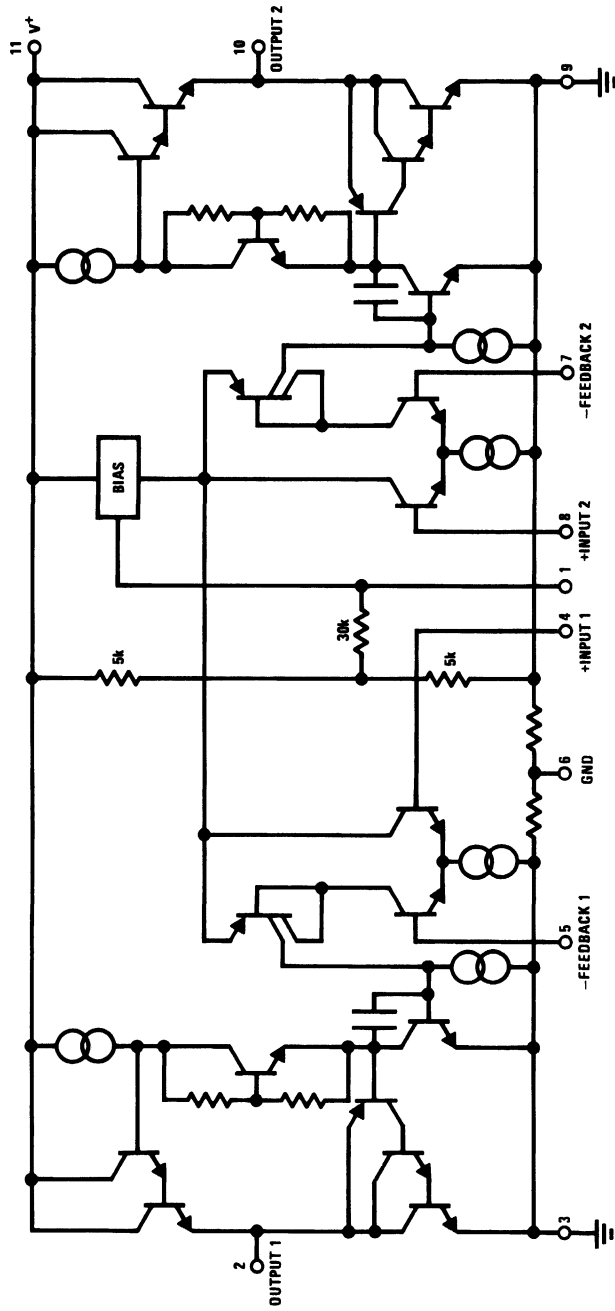 11 V+
10
OUTPUT 2
9
BIAS
7
−FEEDBACK 2
8
+INPUT 2
1
30k
4
+INPUT 1
5k
5k
6
GND
5
−FEEDBACK 1
2
OUTPUT 1
3